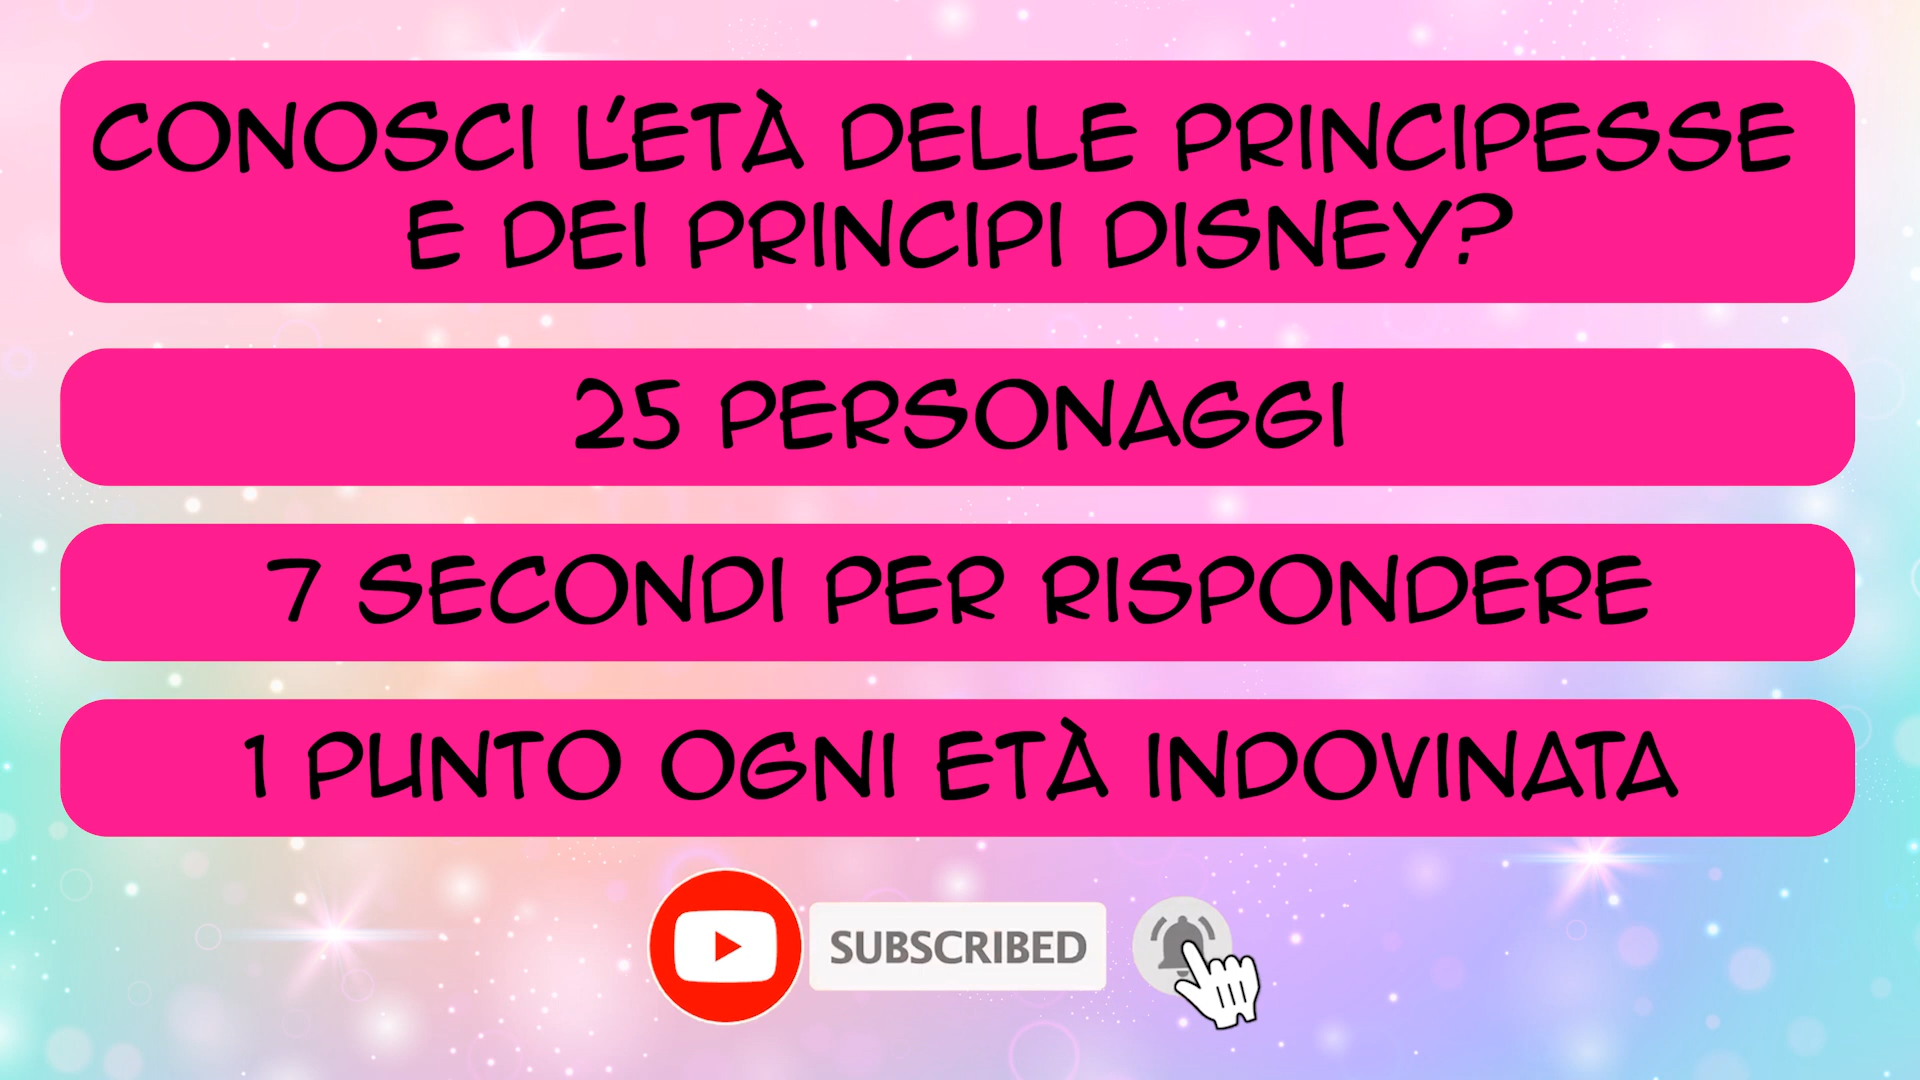 CONOSCI L'ETÀ DELLE PRINCIPESSE
E DEI PRINCIPI DISNEY?
25 PERSONAGGI
7 SECONDI PER RISPONDERE
1 PUNTO OGNI ETÀ INDOVINATA
SUBSCRIBED